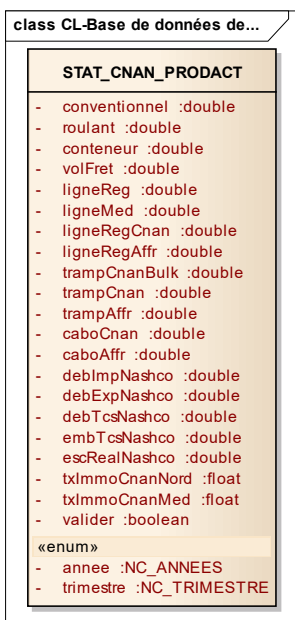 class CL-Base de données de...
STAT_CNAN_PRODACT
- conventionnel :double
- roulant :double
- conteneur :double
- volFret :double
- ligneReg :double
- ligneMed :double
- ligneRegCnan :double
- ligneRegAffr :double
- trampCnanBulk :double
- trampCnan :double
- trampAffr :double
- caboCnan :double
- caboAffr :double
- debImpNashco :double
- debExpNashco :double
- debTcsNashco :double
- embTcsNashco :double
- escRealNashco :double
- txImmoCnanNord :float
- txImmoCnanMed :float
- valider :boolean
«enum»
- annee :NC_ANNEES
- trimestre :NC_TRIMESTRE